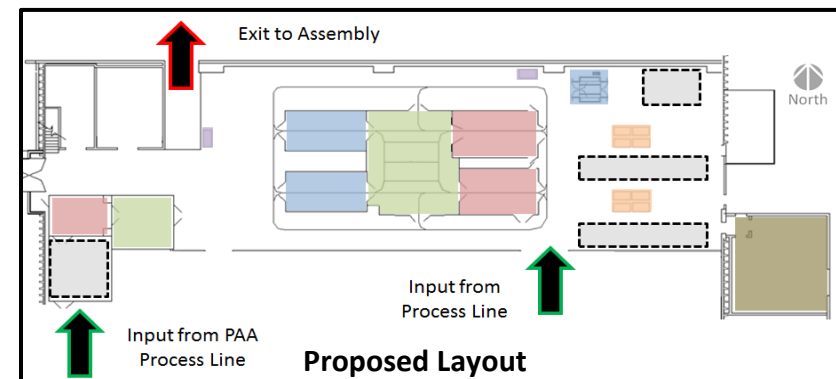 Exit to Assembly
North
Input from
Process Line
Input from PAA
Process Line
Proposed Layout